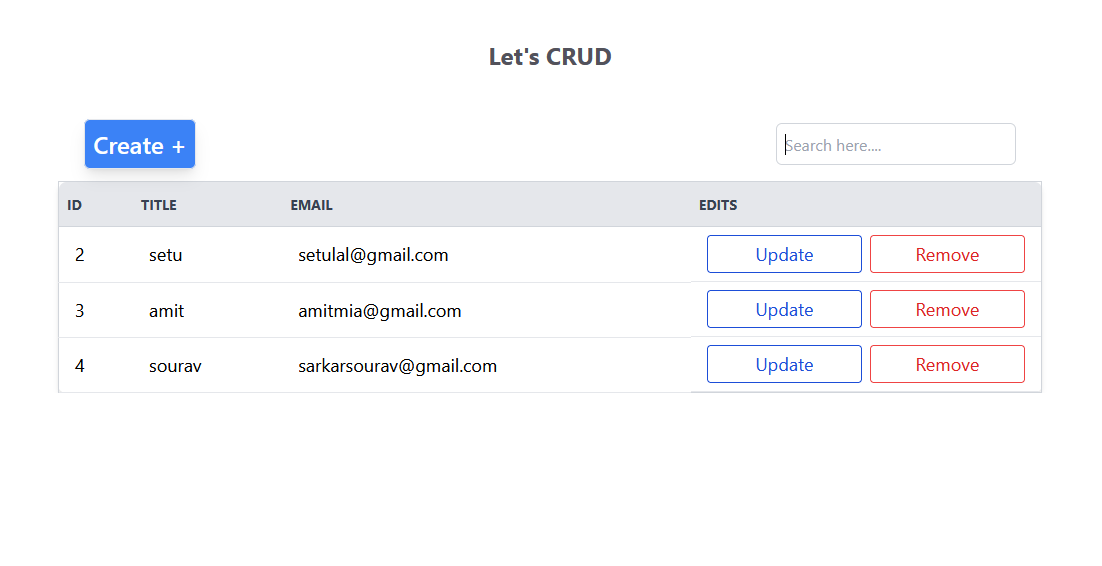 Let's CRUD
Create + Search here....
ID TITLE EMAIL EDITS
2 setu setulal@gmail.com Update Remove
3 amit amitmia@gmail.com Update Remove
4 sourav sarkarsourav@gmail.com Update Remove